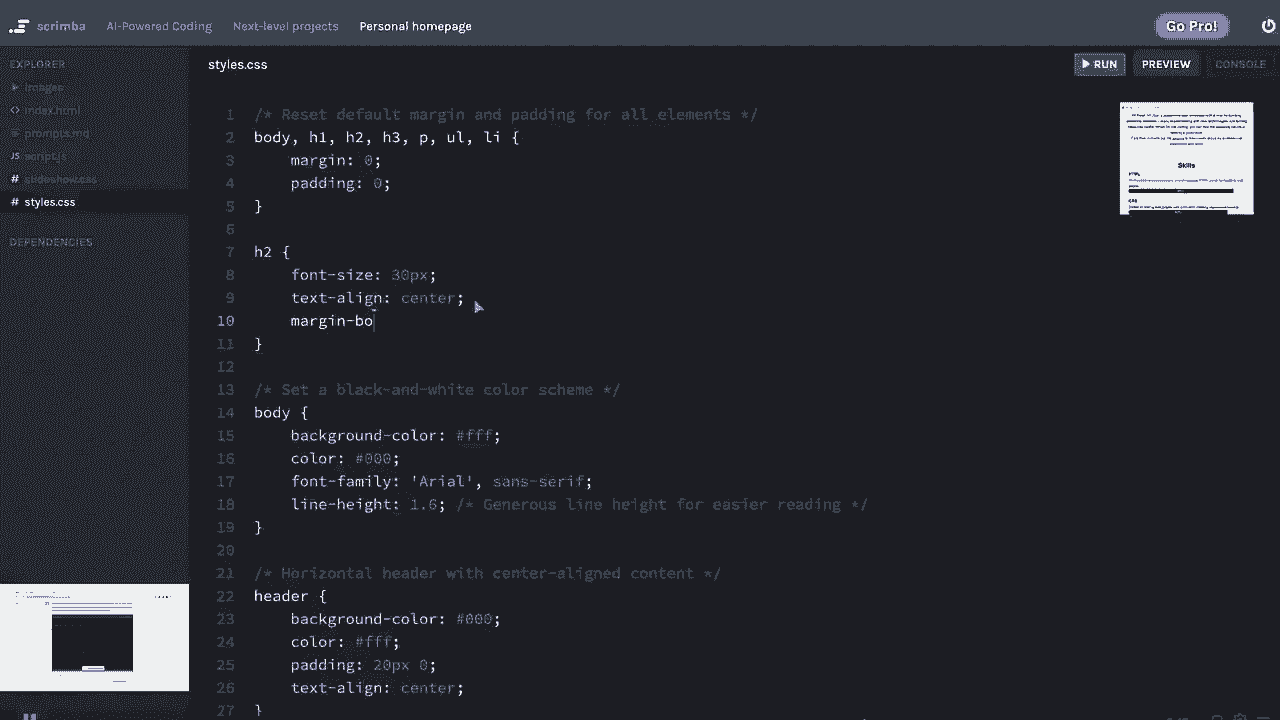 scrimba AI-Powered Coding Next-level projects Personal homepage Go Pro!
EXPLORER
images
index.html
prompts.md
JS
slideshow.css
# styles.css
DEPENDENCIES
styles.css
RUN PREVIEW CONSOLE
1 /* Reset default margin and padding for all elements */
2 body, h1, h2, h3, p, ul, li {
3 margin: 0;
4 padding: 0;
5 }
6
7 h2 {
8 font-size: 30px;
9 text-align: center;
10 margin-bo
11 }
12
13 /* Set a black-and-white color scheme */
14 body {
15 background-color: #fff;
16 color: #000;
17 font-family: 'Arial', sans-serif;
18 line-height: 1.6; /* Generous line height for easier reading */
19 }
20
21 /* Horizontal header with center-aligned content */
22 header {
23 background-color: #000;
24 color: #fff;
25 padding: 20px 0;
26 text-align: center;
27 }
Skills